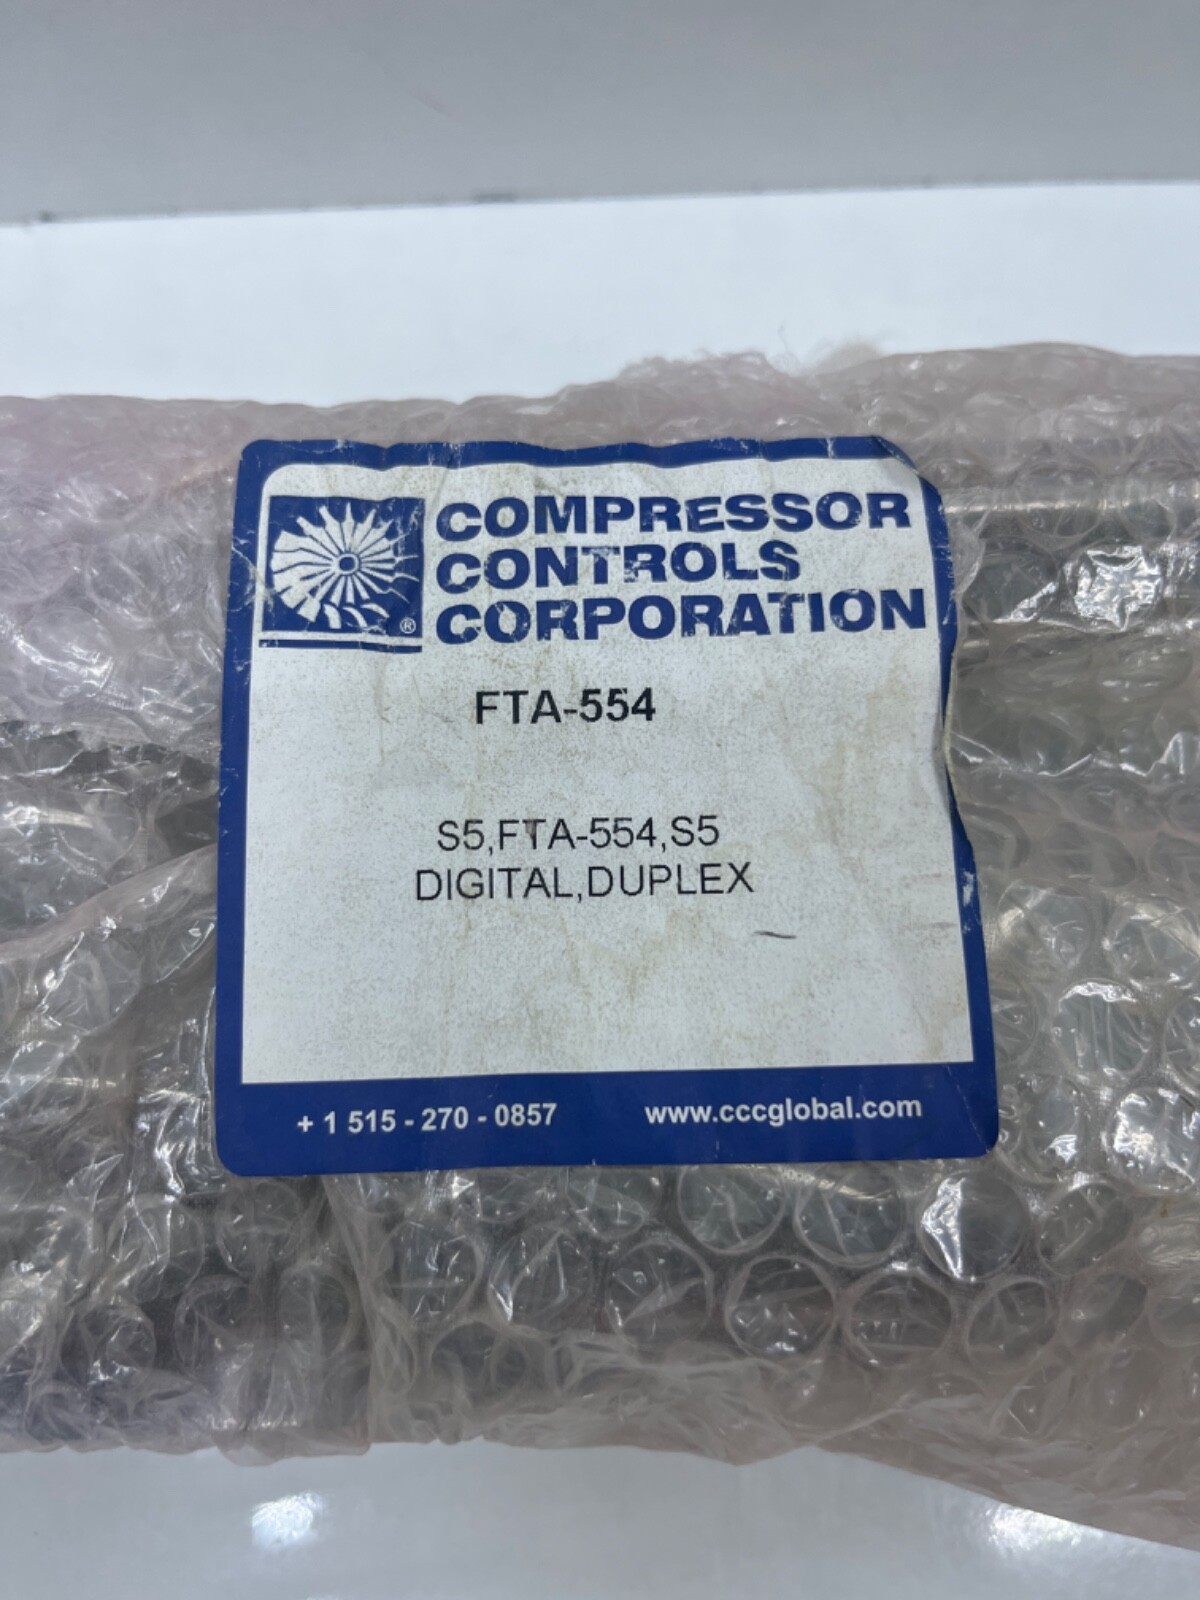 COMPRESSOR
CONTROLS
CORPORATION
®
FTA-554
S5,FTA-554,S5
DIGITAL,DUPLEX
+ 1 515 - 270 - 0857
www.cccglobal.com